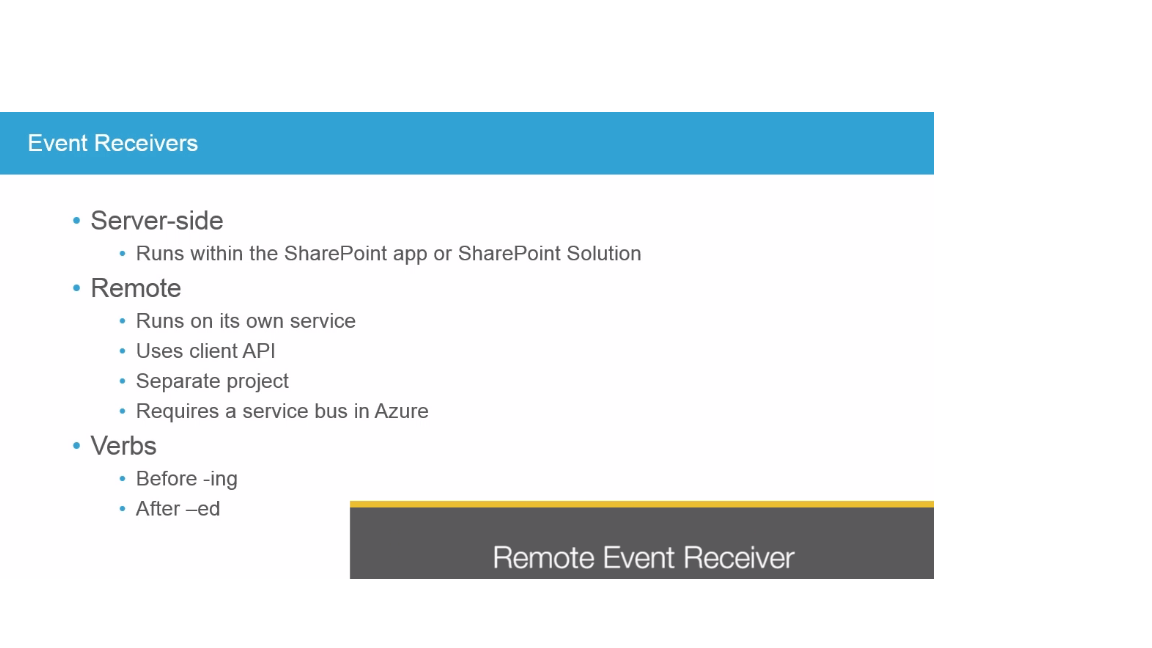 Event Receivers
• Server-side
• Runs within the SharePoint app or SharePoint Solution
• Remote
• Runs on its own service
• Uses client API
• Separate project
• Requires a service bus in Azure
• Verbs
• Before -ing
• After –ed
Remote Event Receiver